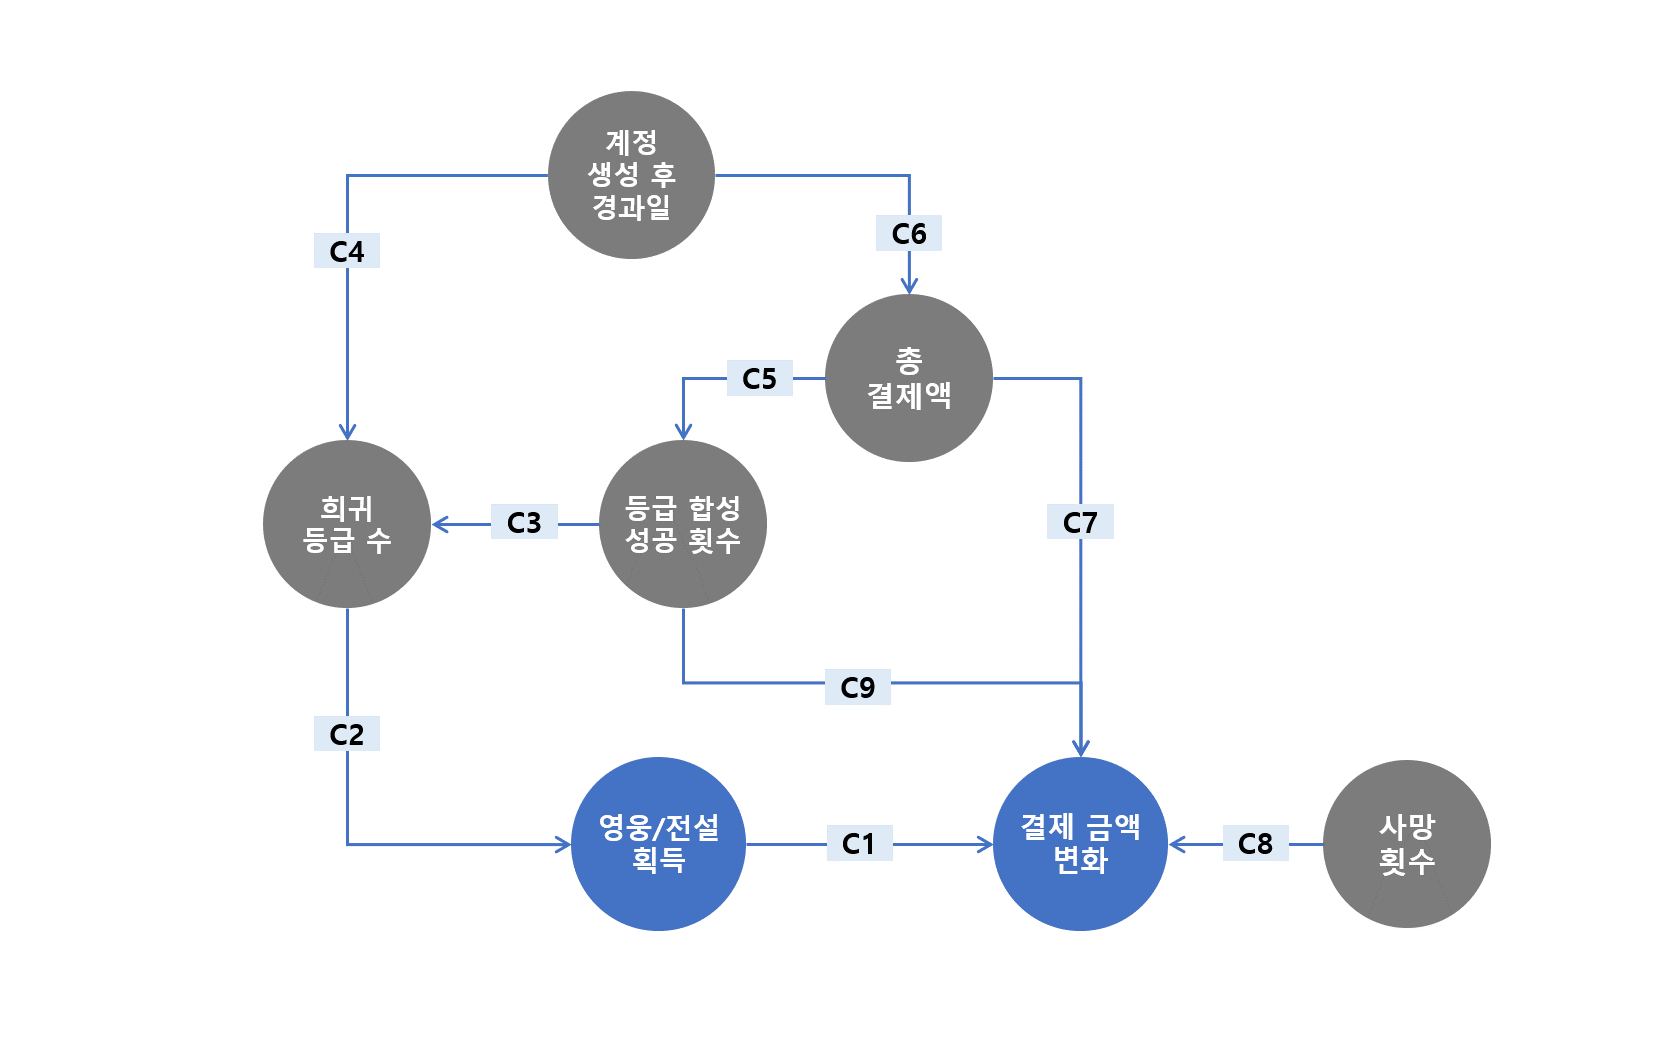 계정
생성 후
경과일
C4
C6
총
결제액
C5
희귀
등급 수
C3
등급 합성
성공 횟수
C7
C9
C2
영웅/전설
획득
C1
결제 금액
변화
C8
사망
횟수